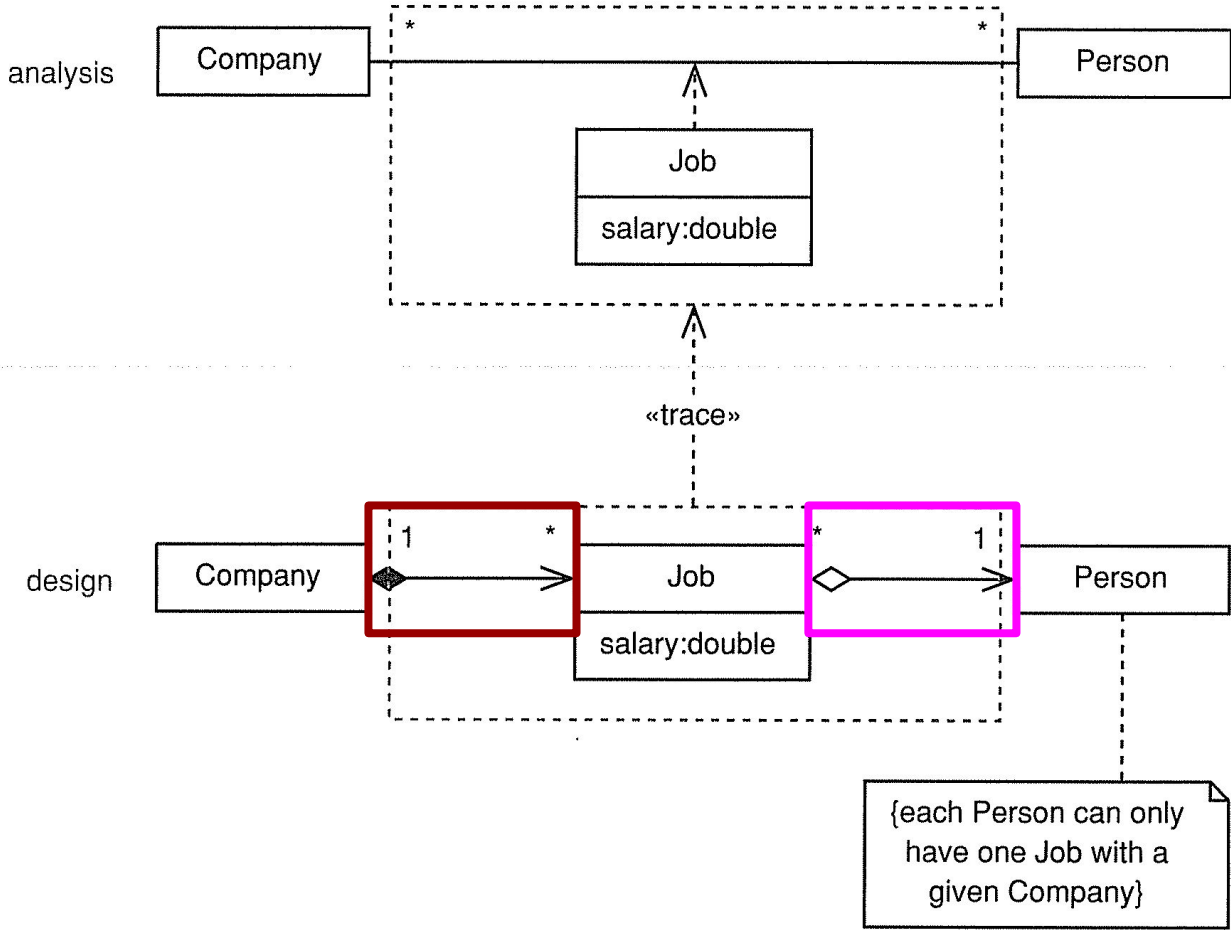 * *
Company
Person
analysis
Job
salary:double
«trace»
1 * * 1
Company
Job
Person
design
salary:double
{each Person can only
have one Job with a
given Company}